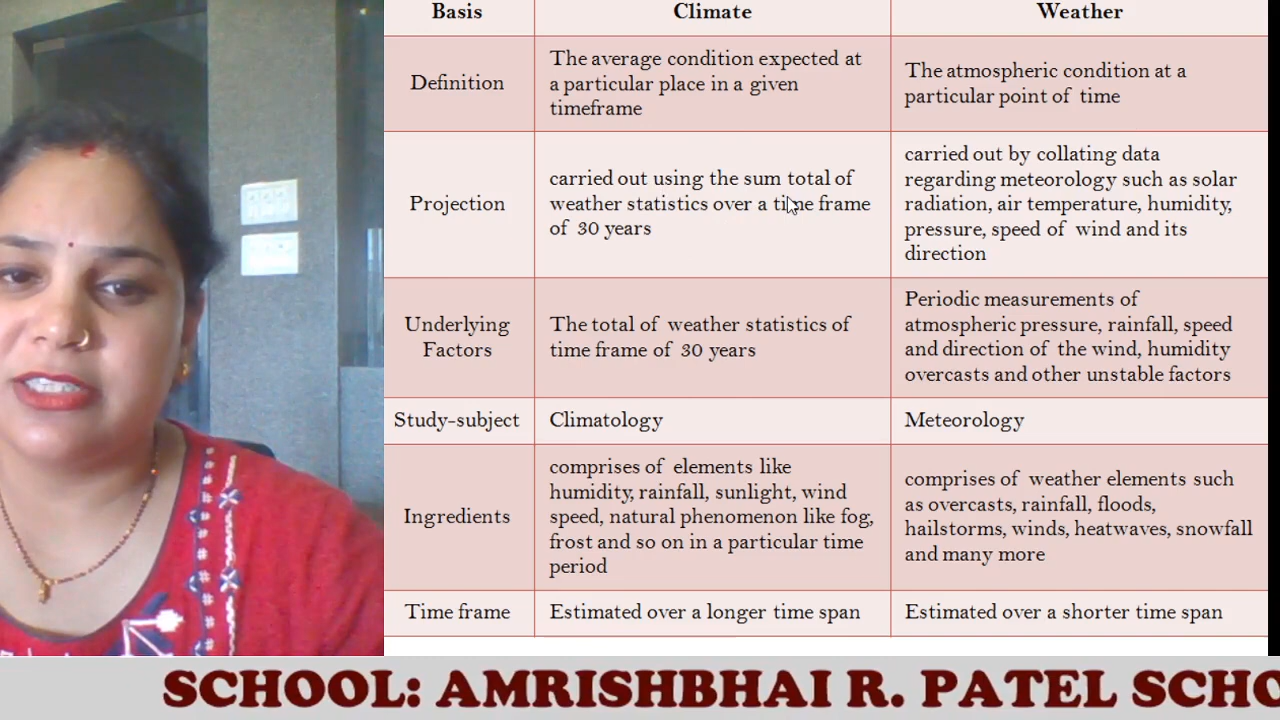 Basis Climate Weather
Definition
The average condition expected at
a particular place in a given
timeframe
The atmospheric condition at a
particular point of time
Projection
carried out using the sum total of
weather statistics over a time frame
of 30 years
carried out by collating data
regarding meteorology such as solar
radiation, air temperature, humidity,
pressure, speed of wind and its
direction
Underlying
Factors
The total of weather statistics of
time frame of 30 years
Periodic measurements of
atmospheric pressure, rainfall, speed
and direction of the wind, humidity
overcasts and other unstable factors
Study-subject
Climatology
Meteorology
Ingredients
comprises of elements like
humidity, rainfall, sunlight, wind
speed, natural phenomenon like fog,
frost and so on in a particular time
period
comprises of weather elements such
as overcasts, rainfall, floods,
hailstorms, winds, heatwaves, snowfall
and many more
Time frame
Estimated over a longer time span
Estimated over a shorter time span
SCHOOL: AMRISHBHAI R. PATEL SCHO